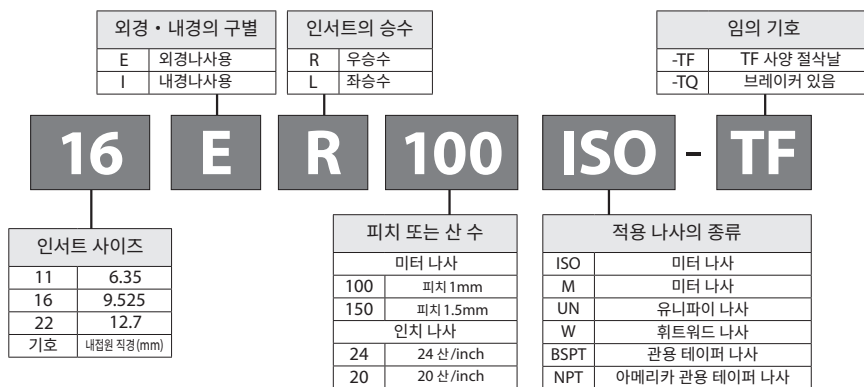 외경・내경의 구별
E 외경나사용
I 내경나사용
인서트의 승수
R 우승수
L 좌승수
임의 기호
-TF TF 사양 절삭날
-TQ 브레이커 있음
16 E R 100 ISO - TF
인서트 사이즈
11 6.35
16 9.525
22 12.7
기호 내접원 직경(mm)
피치 또는 산 수
미터 나사
100 피치 1mm
150 피치 1.5mm
인치 나사
24 24 산/inch
20 20 산/inch
적용 나사의 종류
ISO 미터 나사
M 미터 나사
UN 유니파이 나사
W 휘트워드 나사
BSPT 관용 테이퍼 나사
NPT 아메리카 관용 테이퍼 나사